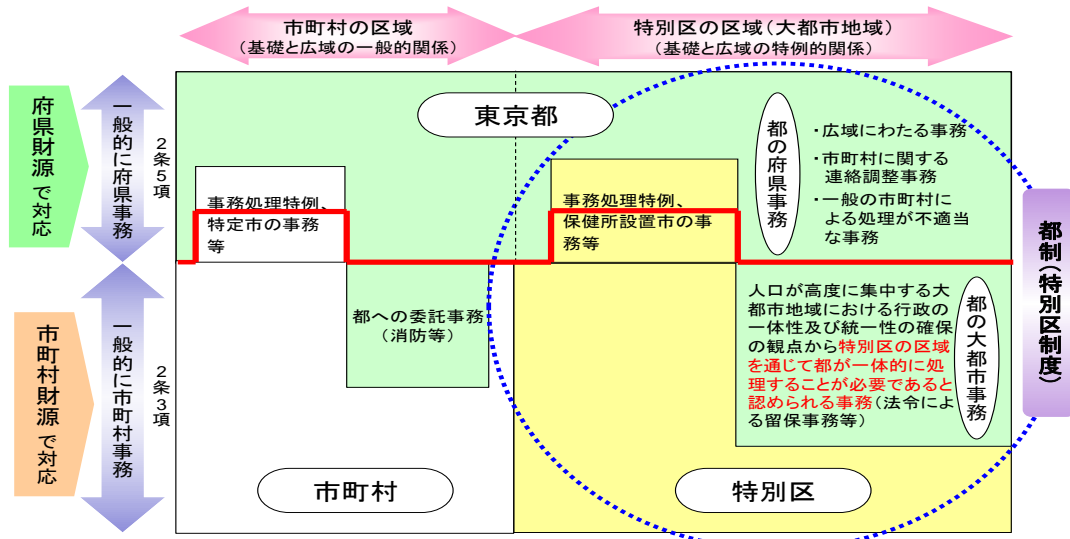 市町村の区域
(基礎と広域の一般的関係)
特別区の区域(大都市地域)
(基礎と広域の特例的関係)
府県財源で対応
一般的に府県事務
2条5項
東京都
事務処理特例、
特定市の事務
等
事務処理特例、
保健所設置市の事
務等
都の府県事務
・広域にわたる事務
・市町村に関する
連絡調整事務
・一般の市町村
による処理が不適当
な事務
都制(特別区制度)
市町村財源で対応
一般的に市町村事務
2条3項
都への委託事務
(消防等)
人口が高度に集中する大
都市地域における行政の
一体性及び統一性の確保
の観点から特別区の区域
を通じて都が一体的に処
理することが必要であると
認められる事務(法令によ
る留保事務等)
都の大都市事務
市町村
特別区